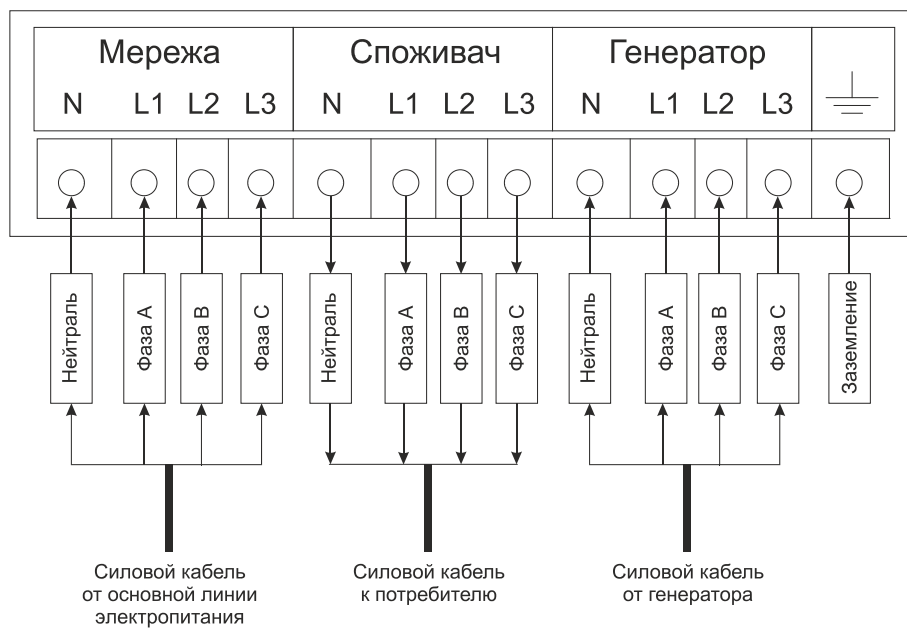 Мережа Споживач Генератор
N L1 L2 L3 N L1 L2 L3 N L1 L2 L3
Нейтраль Фаза A Фаза B Фаза C Нейтраль Фаза A Фаза B Фаза C Нейтраль Фаза A Фаза B Фаза C Заземление
Силовой кабель
от основной линии
электропитания
Силовой кабель
к потребителю
Силовой кабель
от генератора